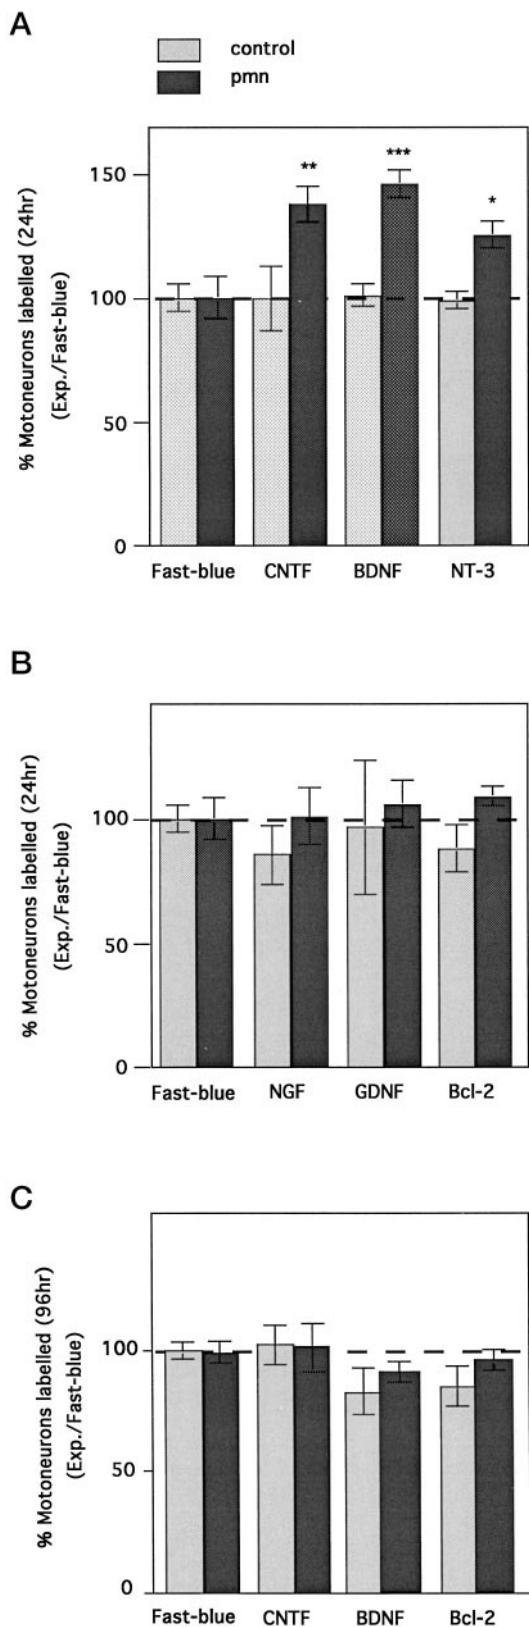 A
control
pmn
% Motoneurons labelled (24hr)
(Exp./Fast-blue)
150
100
50
0
**
***
*
Fast-blue CNTF BDNF NT-3
B
% Motoneurons labelled (24hr)
(Exp./Fast-blue)
100
50
0
Fast-blue NGF GDNF Bcl-2
C
% Motoneurons labelled (96hr)
(Exp./Fast-blue)
100
50
0
Fast-blue CNTF BDNF Bcl-2